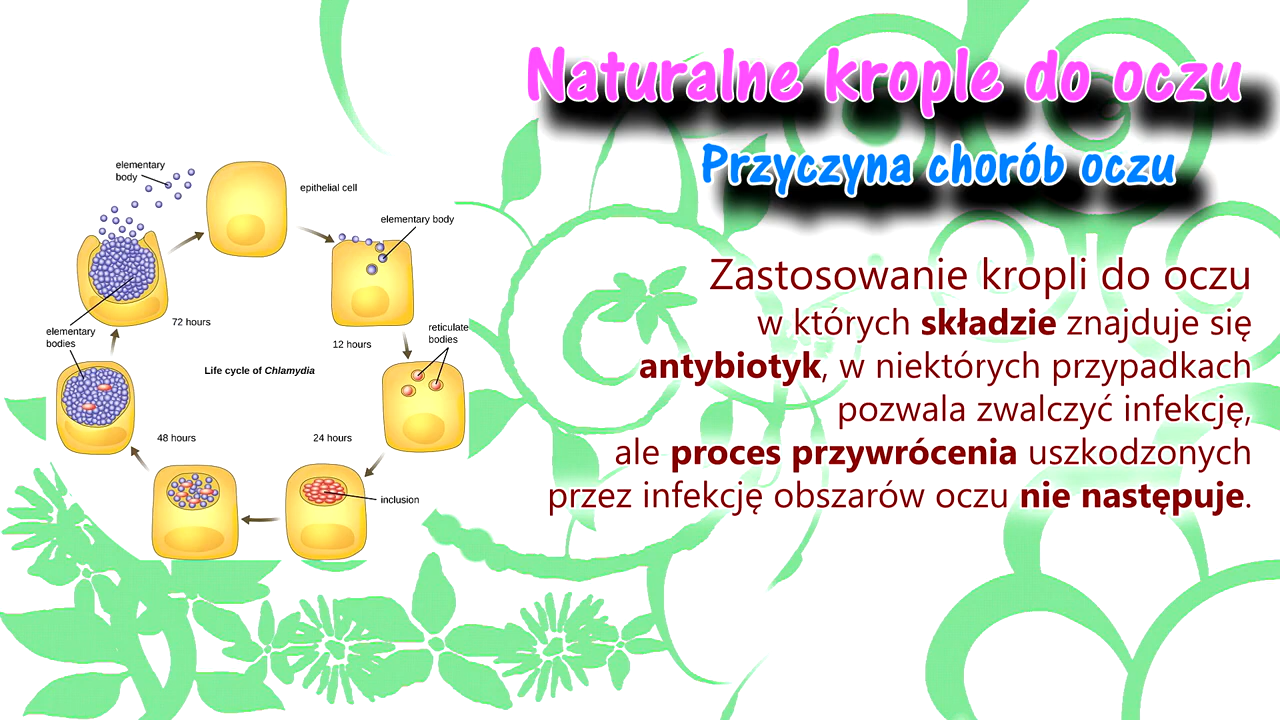 Naturalne krople do oczu
Przyczyna chorób oczu
Zastosowanie kropli do oczu
w których składzie znajduje się
antybiotyk, w niektórych przypadkach
pozwala zwalczyć infekcję,
ale proces przywrócenia uszkodzonych
przez infekcję obszarów oczu nie następuje.
elementary
body
epithelial cell
elementary body
72 hours
elementary
bodies
12 hours
reticulate
bodies
Life cycle of Chlamydia
48 hours
24 hours
inclusion